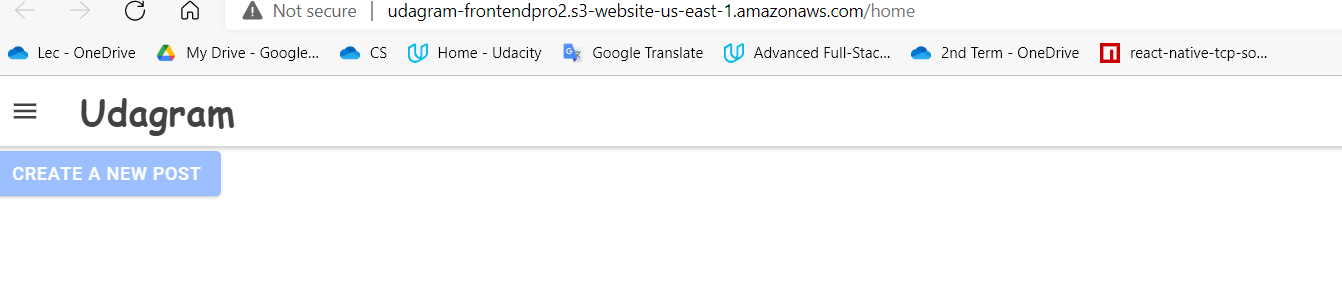 Not secure | udagram-frontendpro2.s3-website-us-east-1.amazonaws.com/home
Lec - OneDrive My Drive - Google... CS Home - Udacity Google Translate Advanced Full-Stac... 2nd Term - OneDrive react-native-tcp-so...
Udagram
CREATE A NEW POST